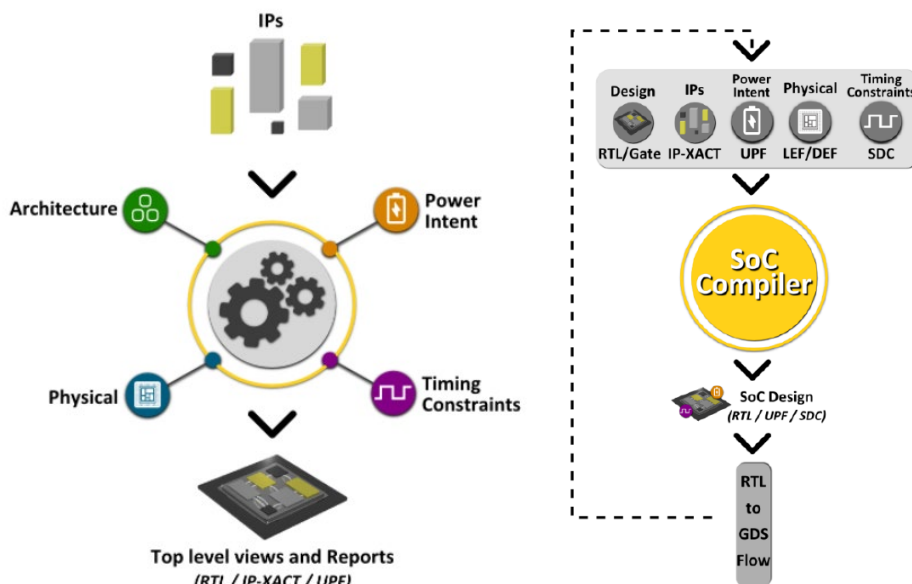 IPs
Architecture
Power
Intent
Physical
Timing
Constraints
Top level views and Reports
(RTL / IP-XACT / UPF)
Design
IPs
Power
Intent
Physical
Timing
Constraints
RTL/Gate
IP-XACT
UPF
LEF/DEF
SDC
SoC
Compiler
SoC Design
(RTL / UPF / SDC)
RTL
to
GDS
Flow